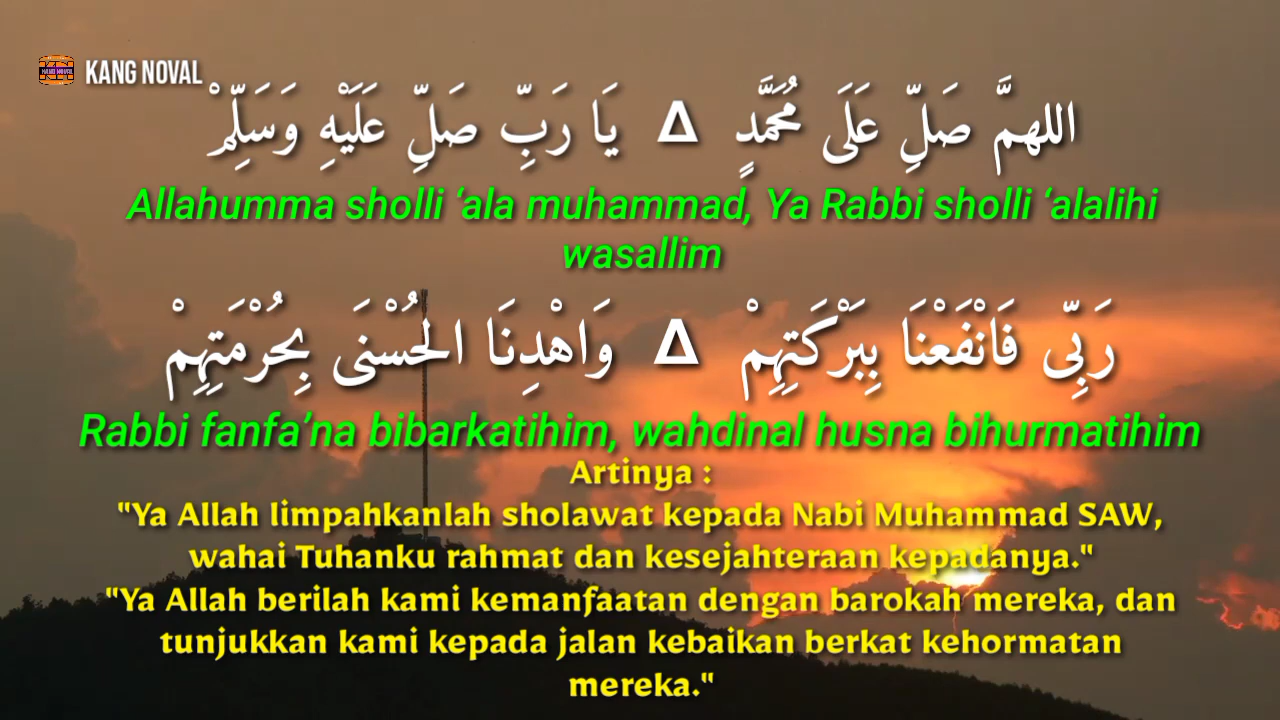 KANG NOVAL
اللهمَّ صَلِّ عَلَى مُحَمَّدٍ ∆ يَا رَبِّ صَلِّ عَلَيْهِ وَسَلِّمْ
Allahumma sholli ‘ala muhammad, Ya Rabbi sholli ‘alalihi
wasallim
رَبِّى فَانْفَعْنَا بِبَرْكَتِهِمْ ∆ وَاهْدِنَا الحُسْنَى بِحُرْمَتِهِمْ
Rabbi fanfa’na bibarkatihim, wahdinal husna bihurmatihim
Artinya :
"Ya Allah limpahkanlah sholawat kepada Nabi Muhammad SAW,
wahai Tuhanku rahmat dan kesejahteraan kepadanya."
"Ya Allah berilah kami kemanfaatan dengan barokah mereka, dan
tunjukkan kami kepada jalan kebaikan berkat kehormatan
mereka."